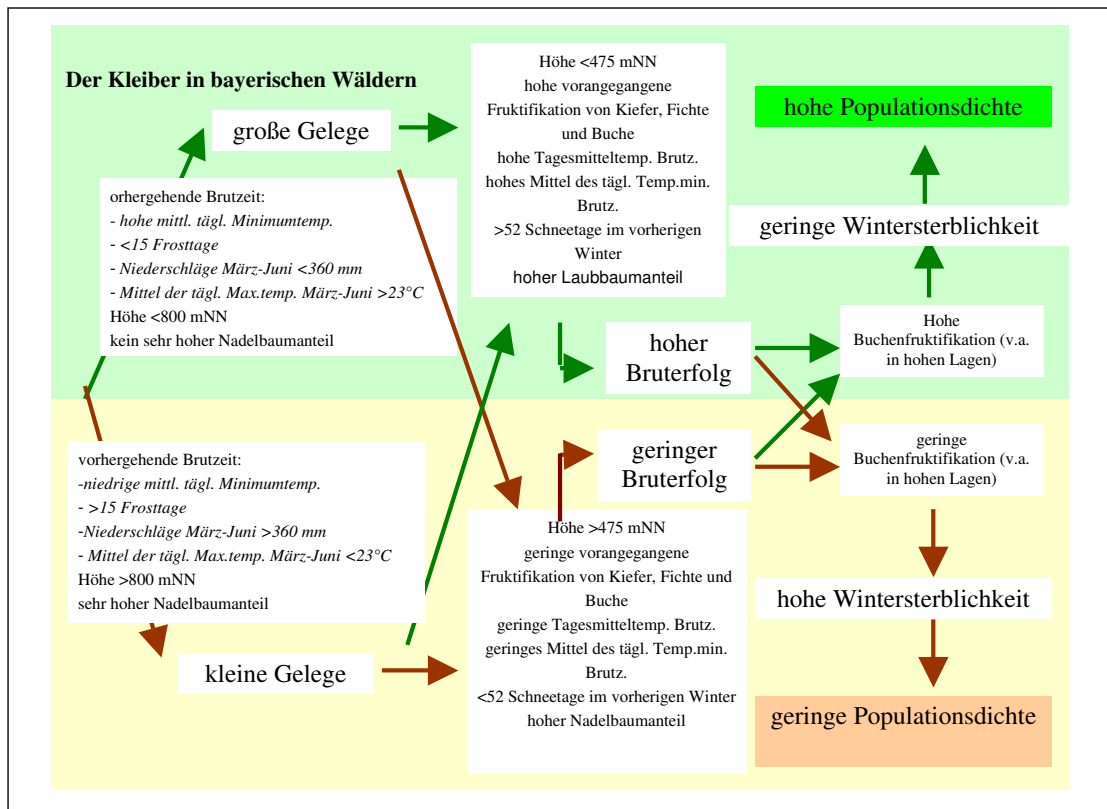 Der Kleiber in bayerischen Wäldern
große Gelege
orhergehende Brutzeit:
- hohe mittl. tägl. Minimumtemp.
- <15 Frosttage
- Niederschläge März-Juni <360 mm
- Mittel der tägl. Max.temp. März-Juni >23°C
Höhe <800 mNN
kein sehr hoher Nadelbaumanteil
Höhe <475 mNN
hohe vorangegangene
Fruktifikation von Kiefer, Fichte
und Buche
hohe Tagesmitteltemp. Brutz.
hohes Mittel des tägl. Temp.min.
Brutz.
>52 Schneetage im vorherigen
Winter
hoher Laubbaumanteil
hohe Populationsdichte
geringe Wintersterblichkeit
hoher
Bruterfolg
Hohe
Buchenfruktifikation (v.a.
in hohen Lagen)
vorhergehende Brutzeit:
-niedrige mittl. tägl. Minimumtemp.
- >15 Frosttage
-Niederschläge März-Juni >360 mm
- Mittel der tägl. Max.temp. März-Juni <23°C
Höhe >800 mNN
sehr hoher Nadelbaumanteil
kleine Gelege
geringer
Bruterfolg
geringe
Buchenfruktifikation (v.a.
in hohen Lagen)
Höhe >475 mNN
geringe vorangegangene
Fruktifikation von Kiefer, Fichte und
Buche
geringe Tagesmitteltemp. Brutz.
geringes Mittel des tägl. Temp.min.
Brutz.
<52 Schneetage im vorherigen Winter
hoher Nadelbaumanteil
hohe Wintersterblichkeit
geringe Populationsdichte